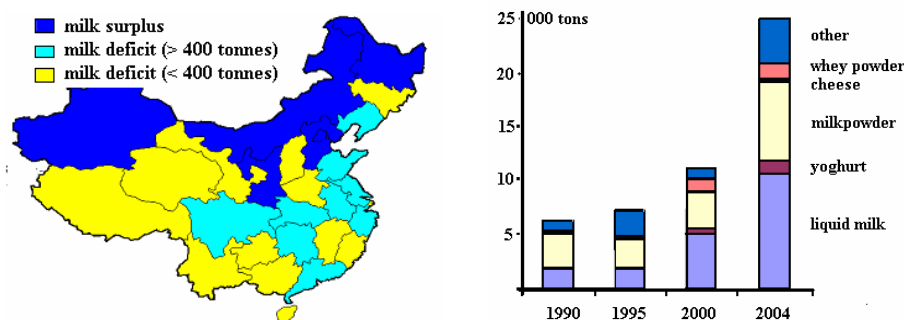 milk surplus
milk deficit (> 400 tonnes)
milk deficit (< 400 tonnes)
25 000 tons
20
15
10
5
other
whey powder
cheese
milkpowder
yoghurt
liquid milk
1990 1995 2000 2004